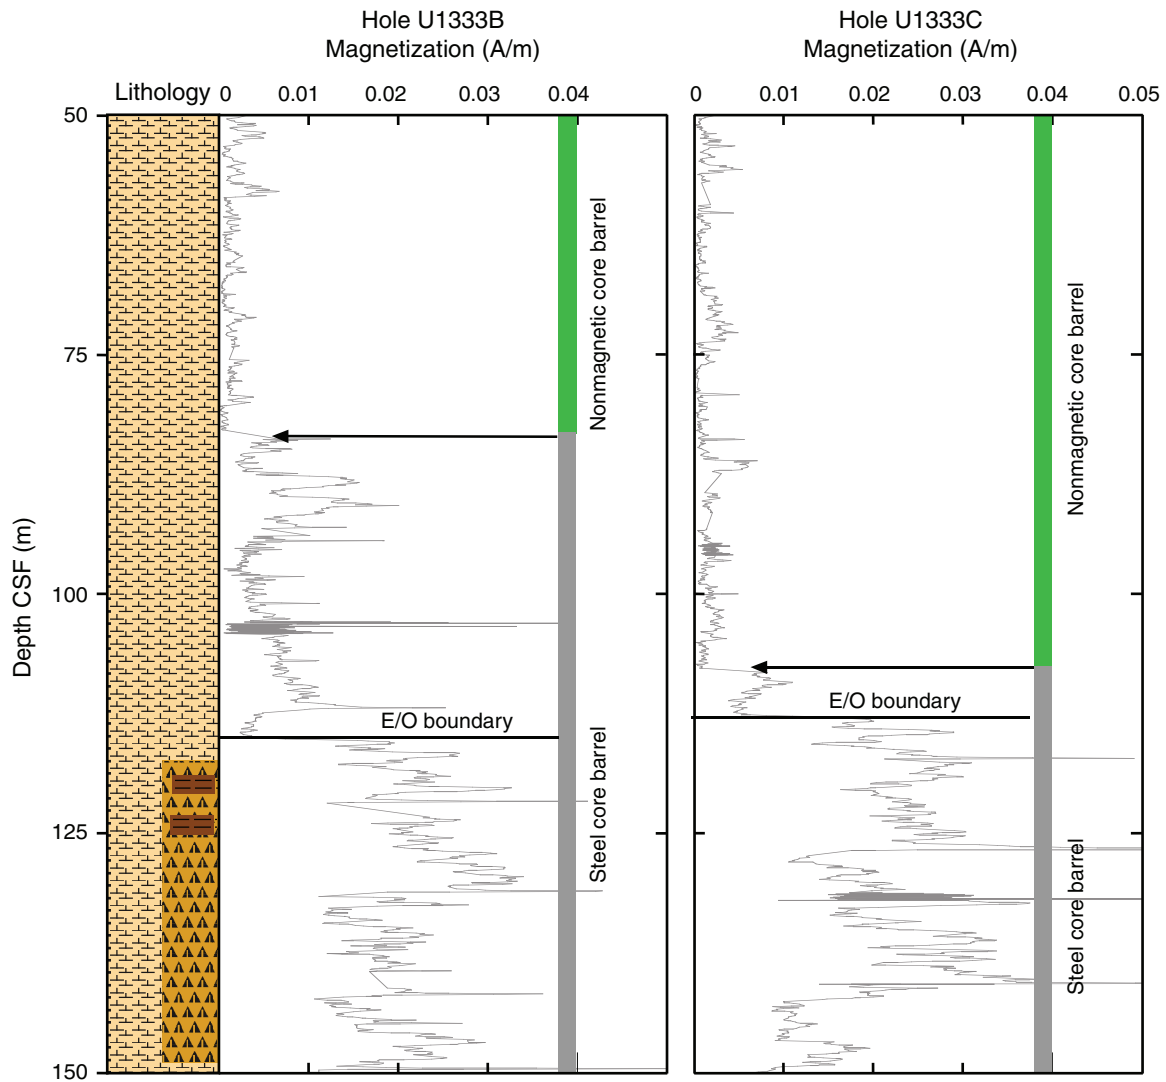 Hole U1333B
Magnetization (A/m)
Hole U1333C
Magnetization (A/m)
Lithology
0 0.01 0.02 0.03 0.04
0 0.01 0.02 0.03 0.04 0.05
50
75
100
125
150
Depth CSF (m)
Nonmagnetic core barrel
E/O boundary
Steel core barrel
Nonmagnetic core barrel
E/O boundary
Steel core barrel